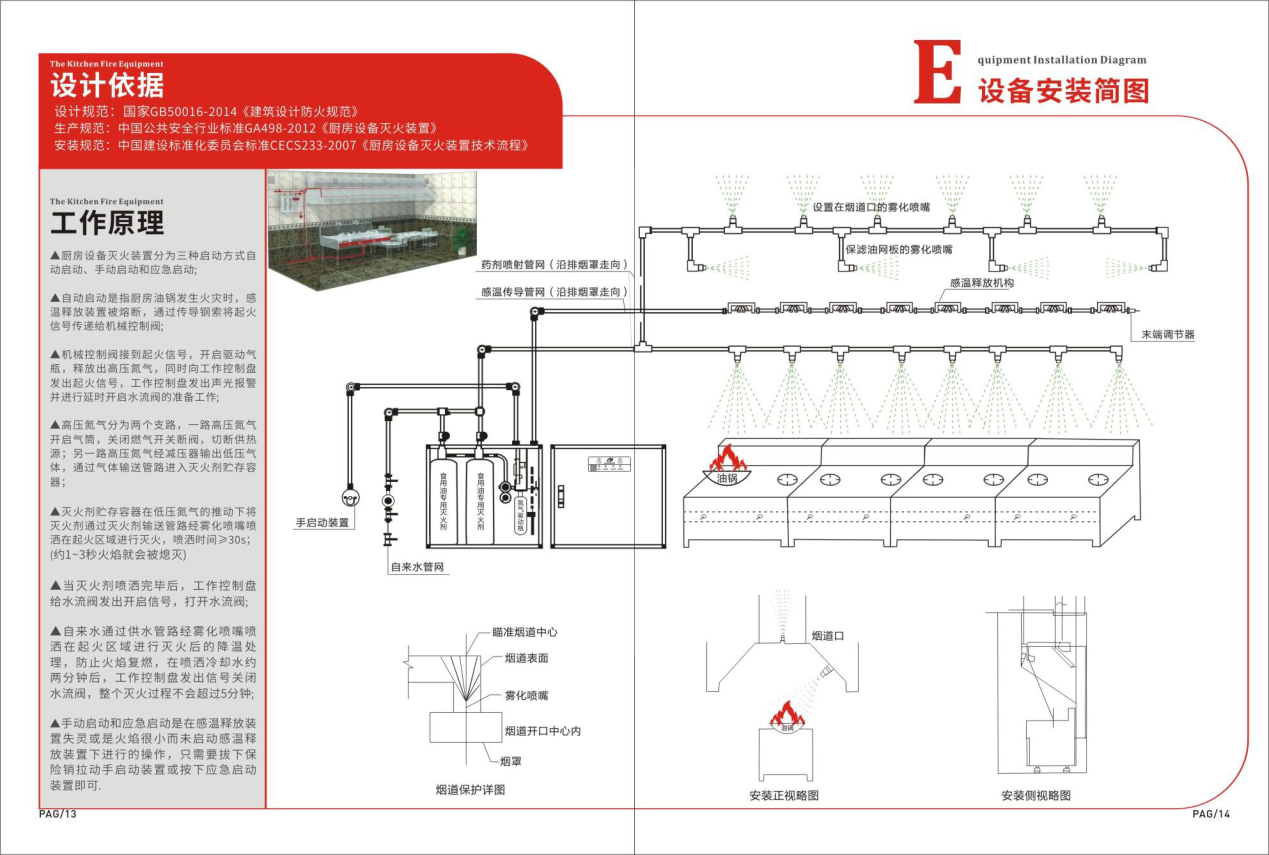 The Kitchen Fire Equipment
设计依据
设计规范：国家GB50016-2014《建筑设计防火规范》
生产规范：中国公共安全行业标准GA498-2012《厨房设备灭火装置》
安装规范：中国建设标准化委员会标准CECS233-2007《厨房设备灭火装置技术流程》
The Kitchen Fire Equipment
工作原理
▲厨房设备灭火装置分为三种启动方式自
动启动、手动启动和应急启动;
▲自动启动是指厨房油锅发生火灾时，感
温释放装置被熔断，通过传导钢索将起火
信号传递给机械控制阀;
▲机械控制阀接到起火信号，开启驱动气
瓶，释放出高压氮气，同时向工作控制盘
发出起火信号，工作控制盘发出声光报警
并进行延时开启水流阀的准备工作;
▲高压氮气分为两个支路，一路高压氮气
开启气筒，关闭燃气开关断阀，切断供热
源；另一路高压氮气经减压器输出低压气
体，通过气体输送管路进入灭火剂贮存容
器；
▲灭火剂贮存容器在低压氮气的推动下将
灭火剂通过灭火剂输送管路经雾化喷嘴喷
洒在起火区域进行灭火，喷洒时间≥30s；
(约1~3秒火焰就会被熄灭)
▲当灭火剂喷洒完毕后，工作控制盘
给水流阀发出开启信号，打开水流阀;
▲自来水通过供水管路经雾化喷嘴喷
洒在起火区域进行灭火后的降温处
理，防止火焰复燃，在喷洒冷却水约
两分钟后，工作控制盘发出信号关闭
水流阀，整个灭火过程不会超过5分钟;
▲手动启动和应急启动是在感温释放装
置失灵或是火焰很小而未启动感温释
放装置下进行的操作，只需要拔下保
险销拉动手启动装置或按下应急启动
装置即可.
PAG/13
E
quipment Installation Diagram
设备安装简图
设置在烟道口的雾化喷嘴
保滤油网板的雾化喷嘴
药剂喷射管网（沿排烟罩走向）
感温传导管网（沿排烟罩走向）
感温释放机构
末端调节器
食用油专用灭火剂
食用油专用灭火剂
氮气驱动瓶
油锅
手启动装置
自来水管网
瞄准烟道中心
烟道表面
雾化喷嘴
烟道开口中心内
烟罩
烟道保护详图
烟道口
油锅
安装正视略图
安装侧视略图
PAG/14